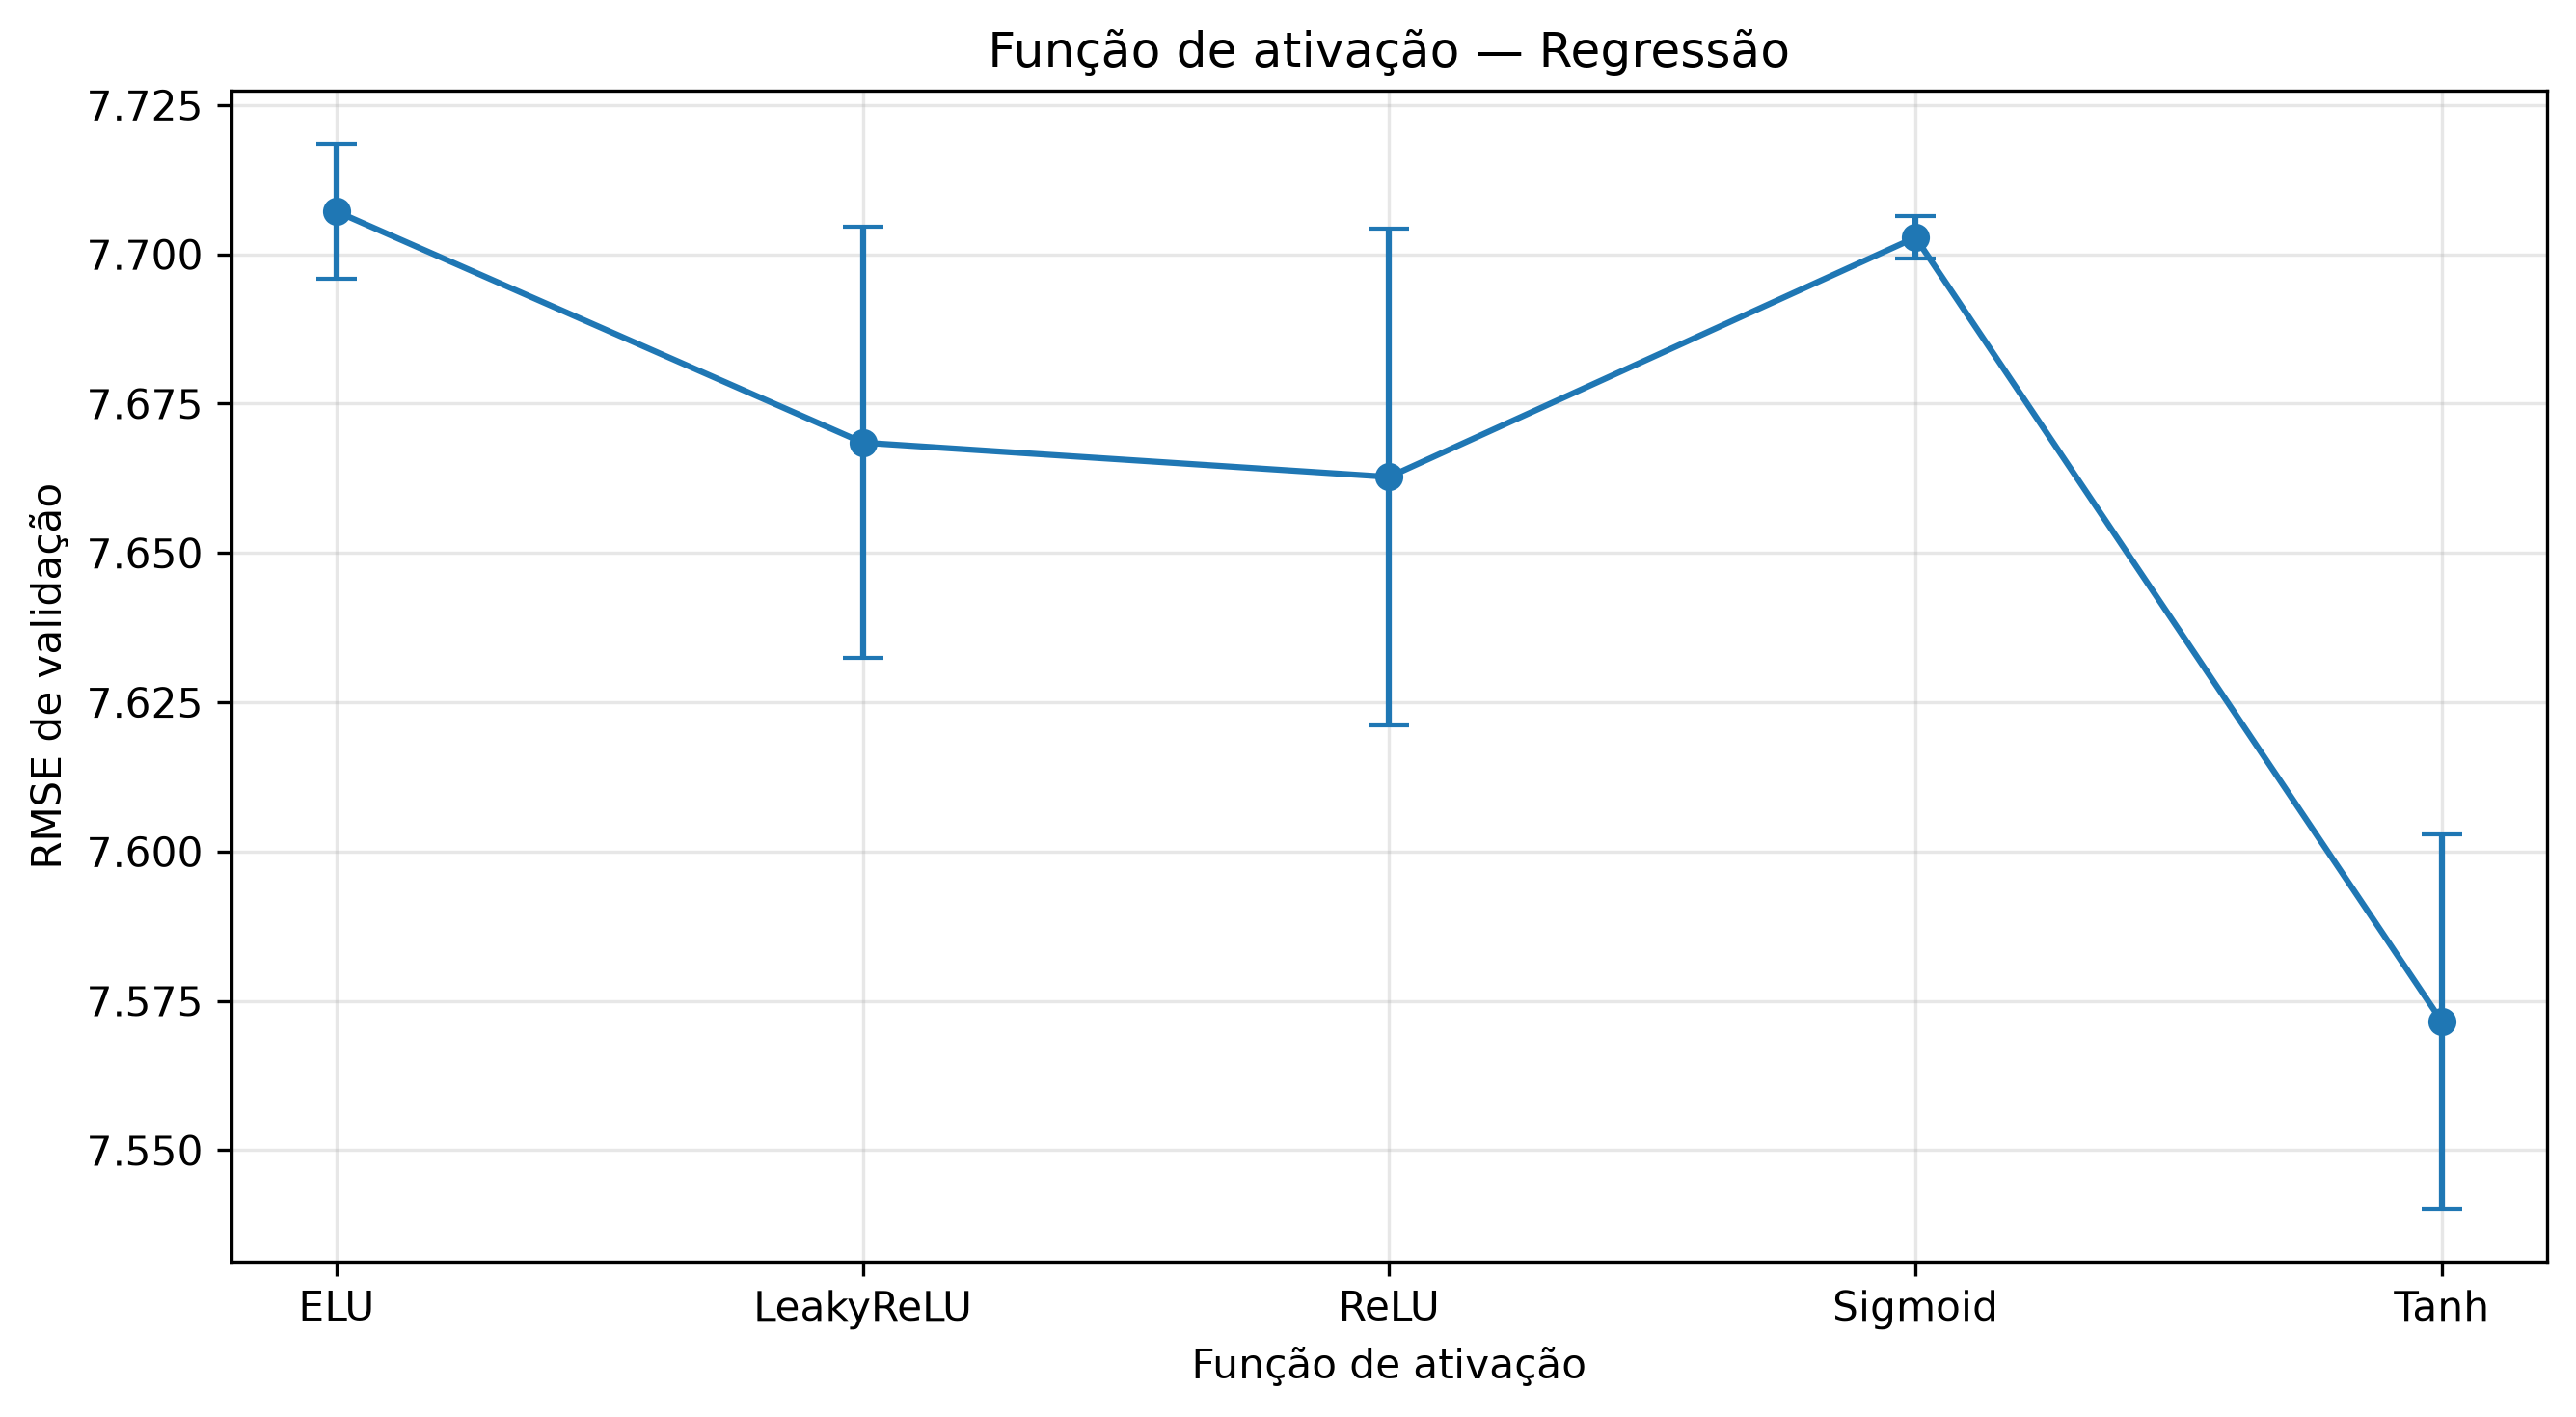 Função de ativação — Regressão
7.725
7.700
7.675
7.650
7.625
7.600
7.575
7.550
RMSE de validação
ELU LeakyReLU ReLU Sigmoid Tanh
Função de ativação